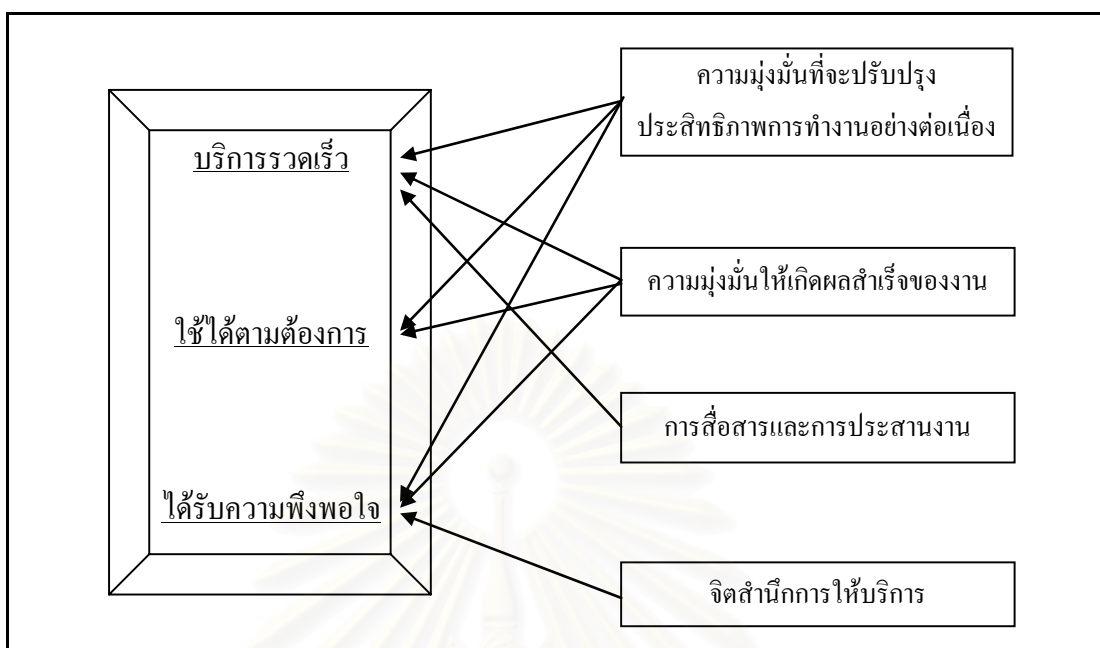 ความมุ่งมั่นที่จะปรับปรุง
ประสิทธิภาพการทำงานอย่างต่อเนื่อง
บริการรวดเร็ว
ความมุ่งมั่นให้เกิดผลสำเร็จของงาน
ใช้ได้ตามต้องการ
การสื่อสารและการประสานงาน
ได้รับความพึงพอใจ
จิตสำนึกการให้บริการ